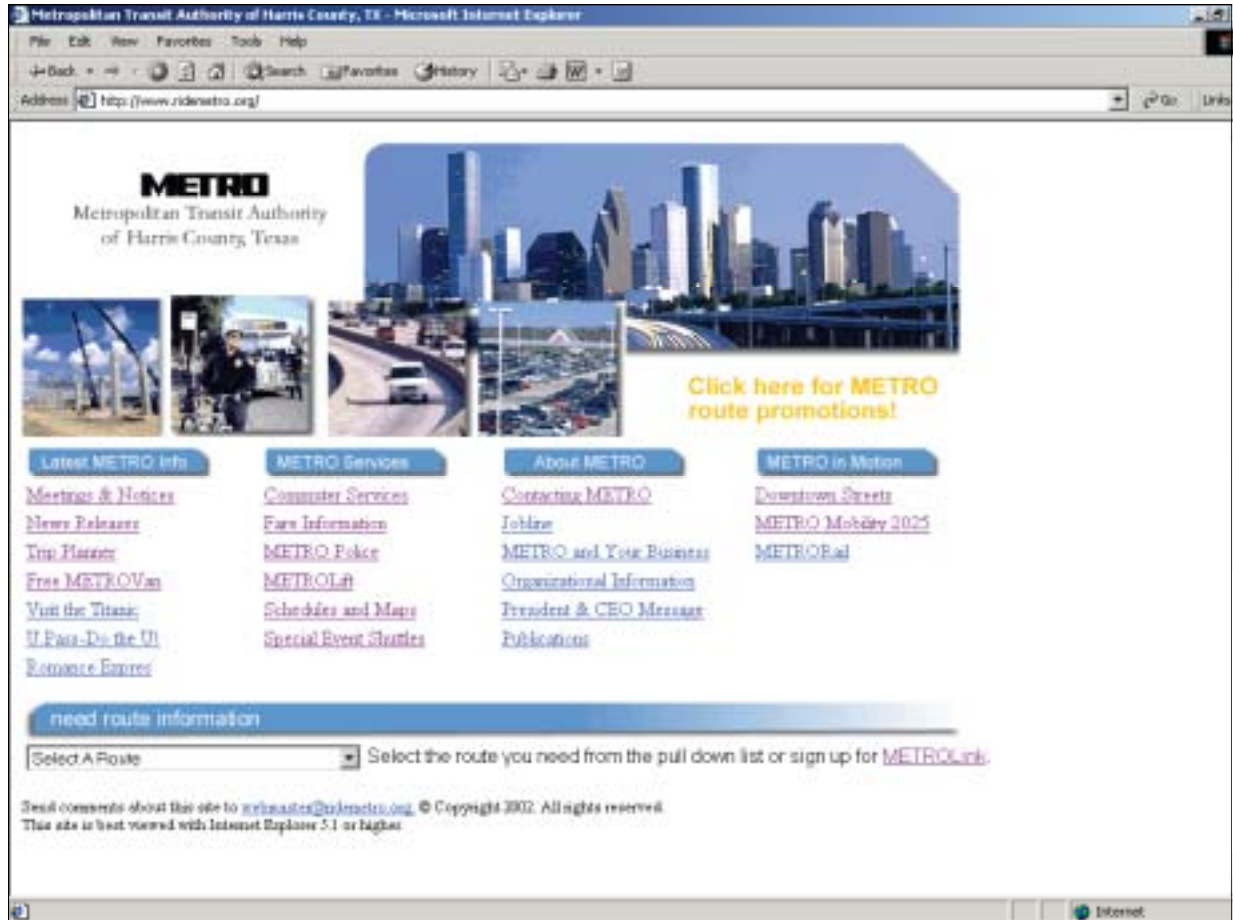 Metropolitan Transit Authority of Harris County, TX - Microsoft Internet Explorer
File Edit View Favorites Tools Help
Back Search Favorites History
Address http://www.ridemetro.org/ Go Links
METRO
Metropolitan Transit Authority
of Harris County, Texas
Click here for METRO
route promotions!
Latest METRO Info
Meetings & Notices
News Releases
Trip Planner
Free METROVan
Visit the Titanic
U Pass-Do the U!
Romance Expres
METRO Services
Commuter Services
Fare Information
METRO Police
METROLift
Schedules and Maps
Special Event Shuttles
About METRO
Contacting METRO
Jobline
METRO and Your Business
Organizational Information
President & CEO Message
Publications
METRO in Motion
Downtown Streets
METRO Mobility 2025
METRORail
need route information
Select A Route
Select the route you need from the pull down list or sign up for METROLink.
Send comments about this site to webmaster@ridemetro.org. © Copyright 2002. All rights reserved.
This site is best viewed with Internet Explorer 5.1 or higher.
Internet